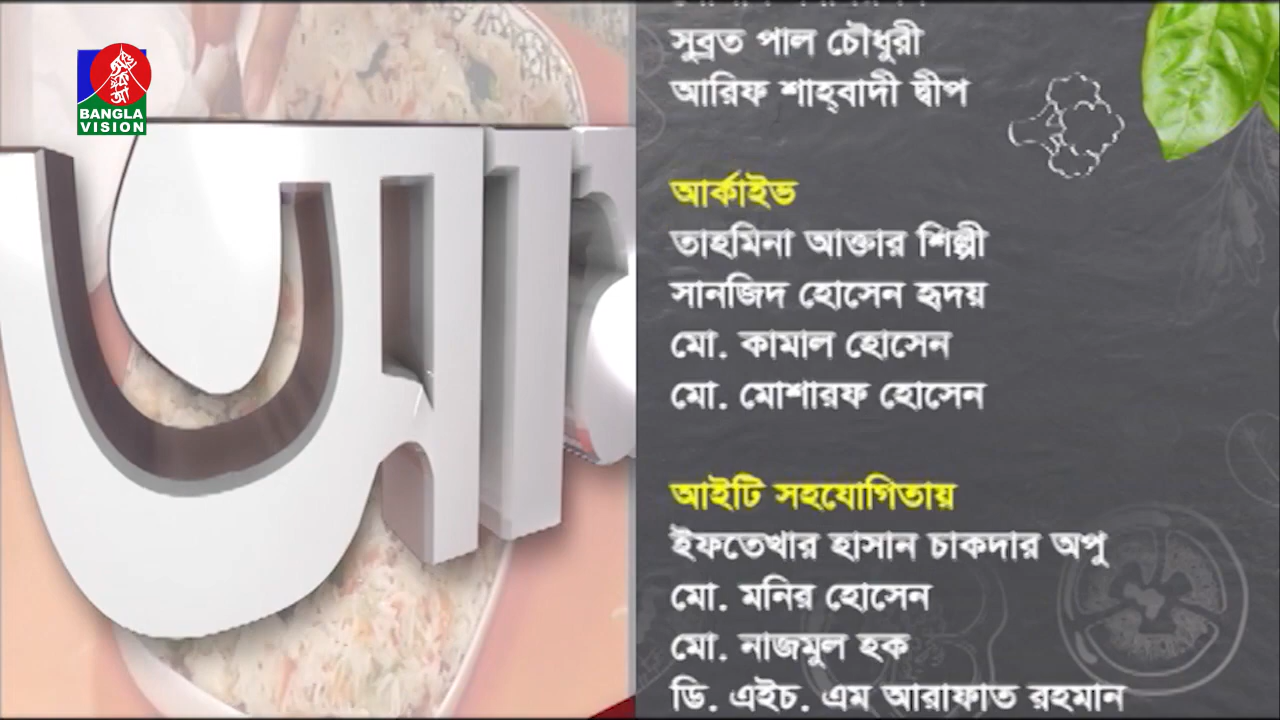 BANGLA
VISION
সুব্রত পাল চৌধুরী
আরিফ শাহ্‌বাদী দ্বীপ
আর্কাইভ
তাহমিনা আক্তার শিল্পী
সানজিদ হোসেন হৃদয়
মো. কামাল হোসেন
মো. মোশারফ হোসেন
আইটি সহযোগিতায়
ইফতেখার হাসান চাকদার অপু
মো. মনির হোসেন
মো. নাজমুল হক
ডি. এইচ. এম আরাফাত রহমান